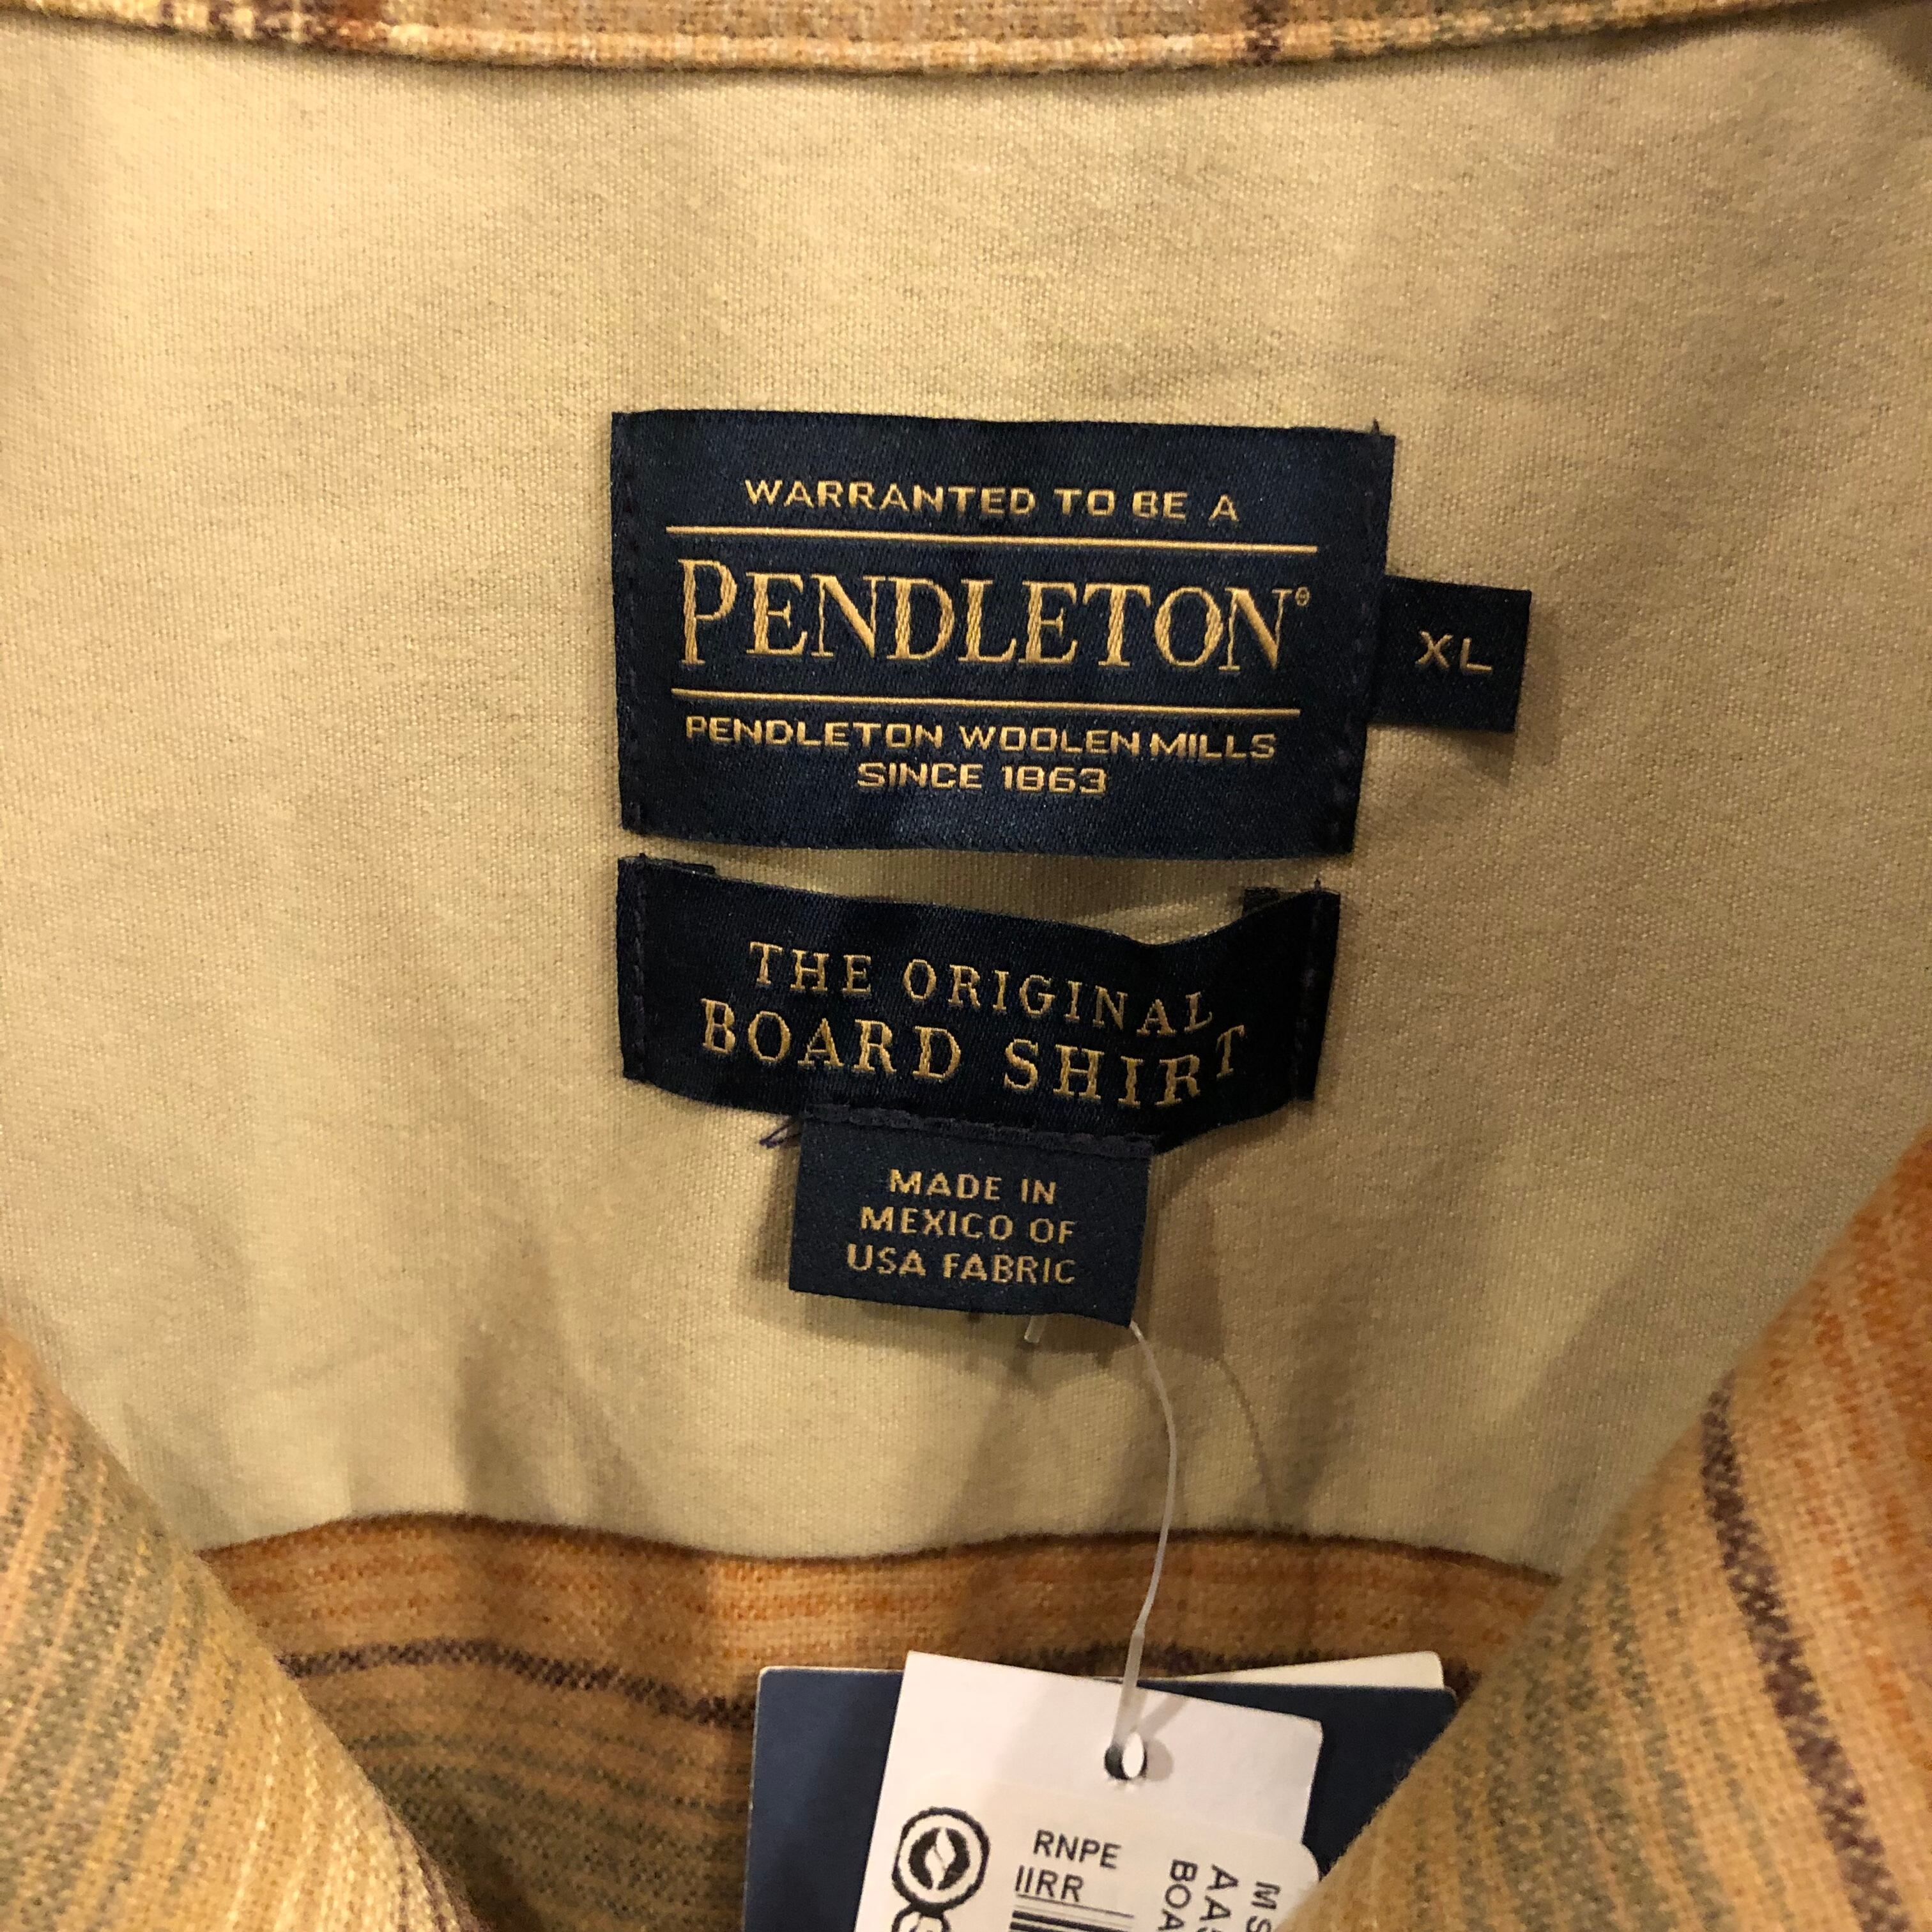 WARRANTED TO BE A
PENDLETON®
PENDLETON WOOLEN MILLS
SINCE 1863
XL
THE ORIGINAL
BOARD SHIRT
MADE IN
MEXICO OF
USA FABRIC
RNPE
IIRR